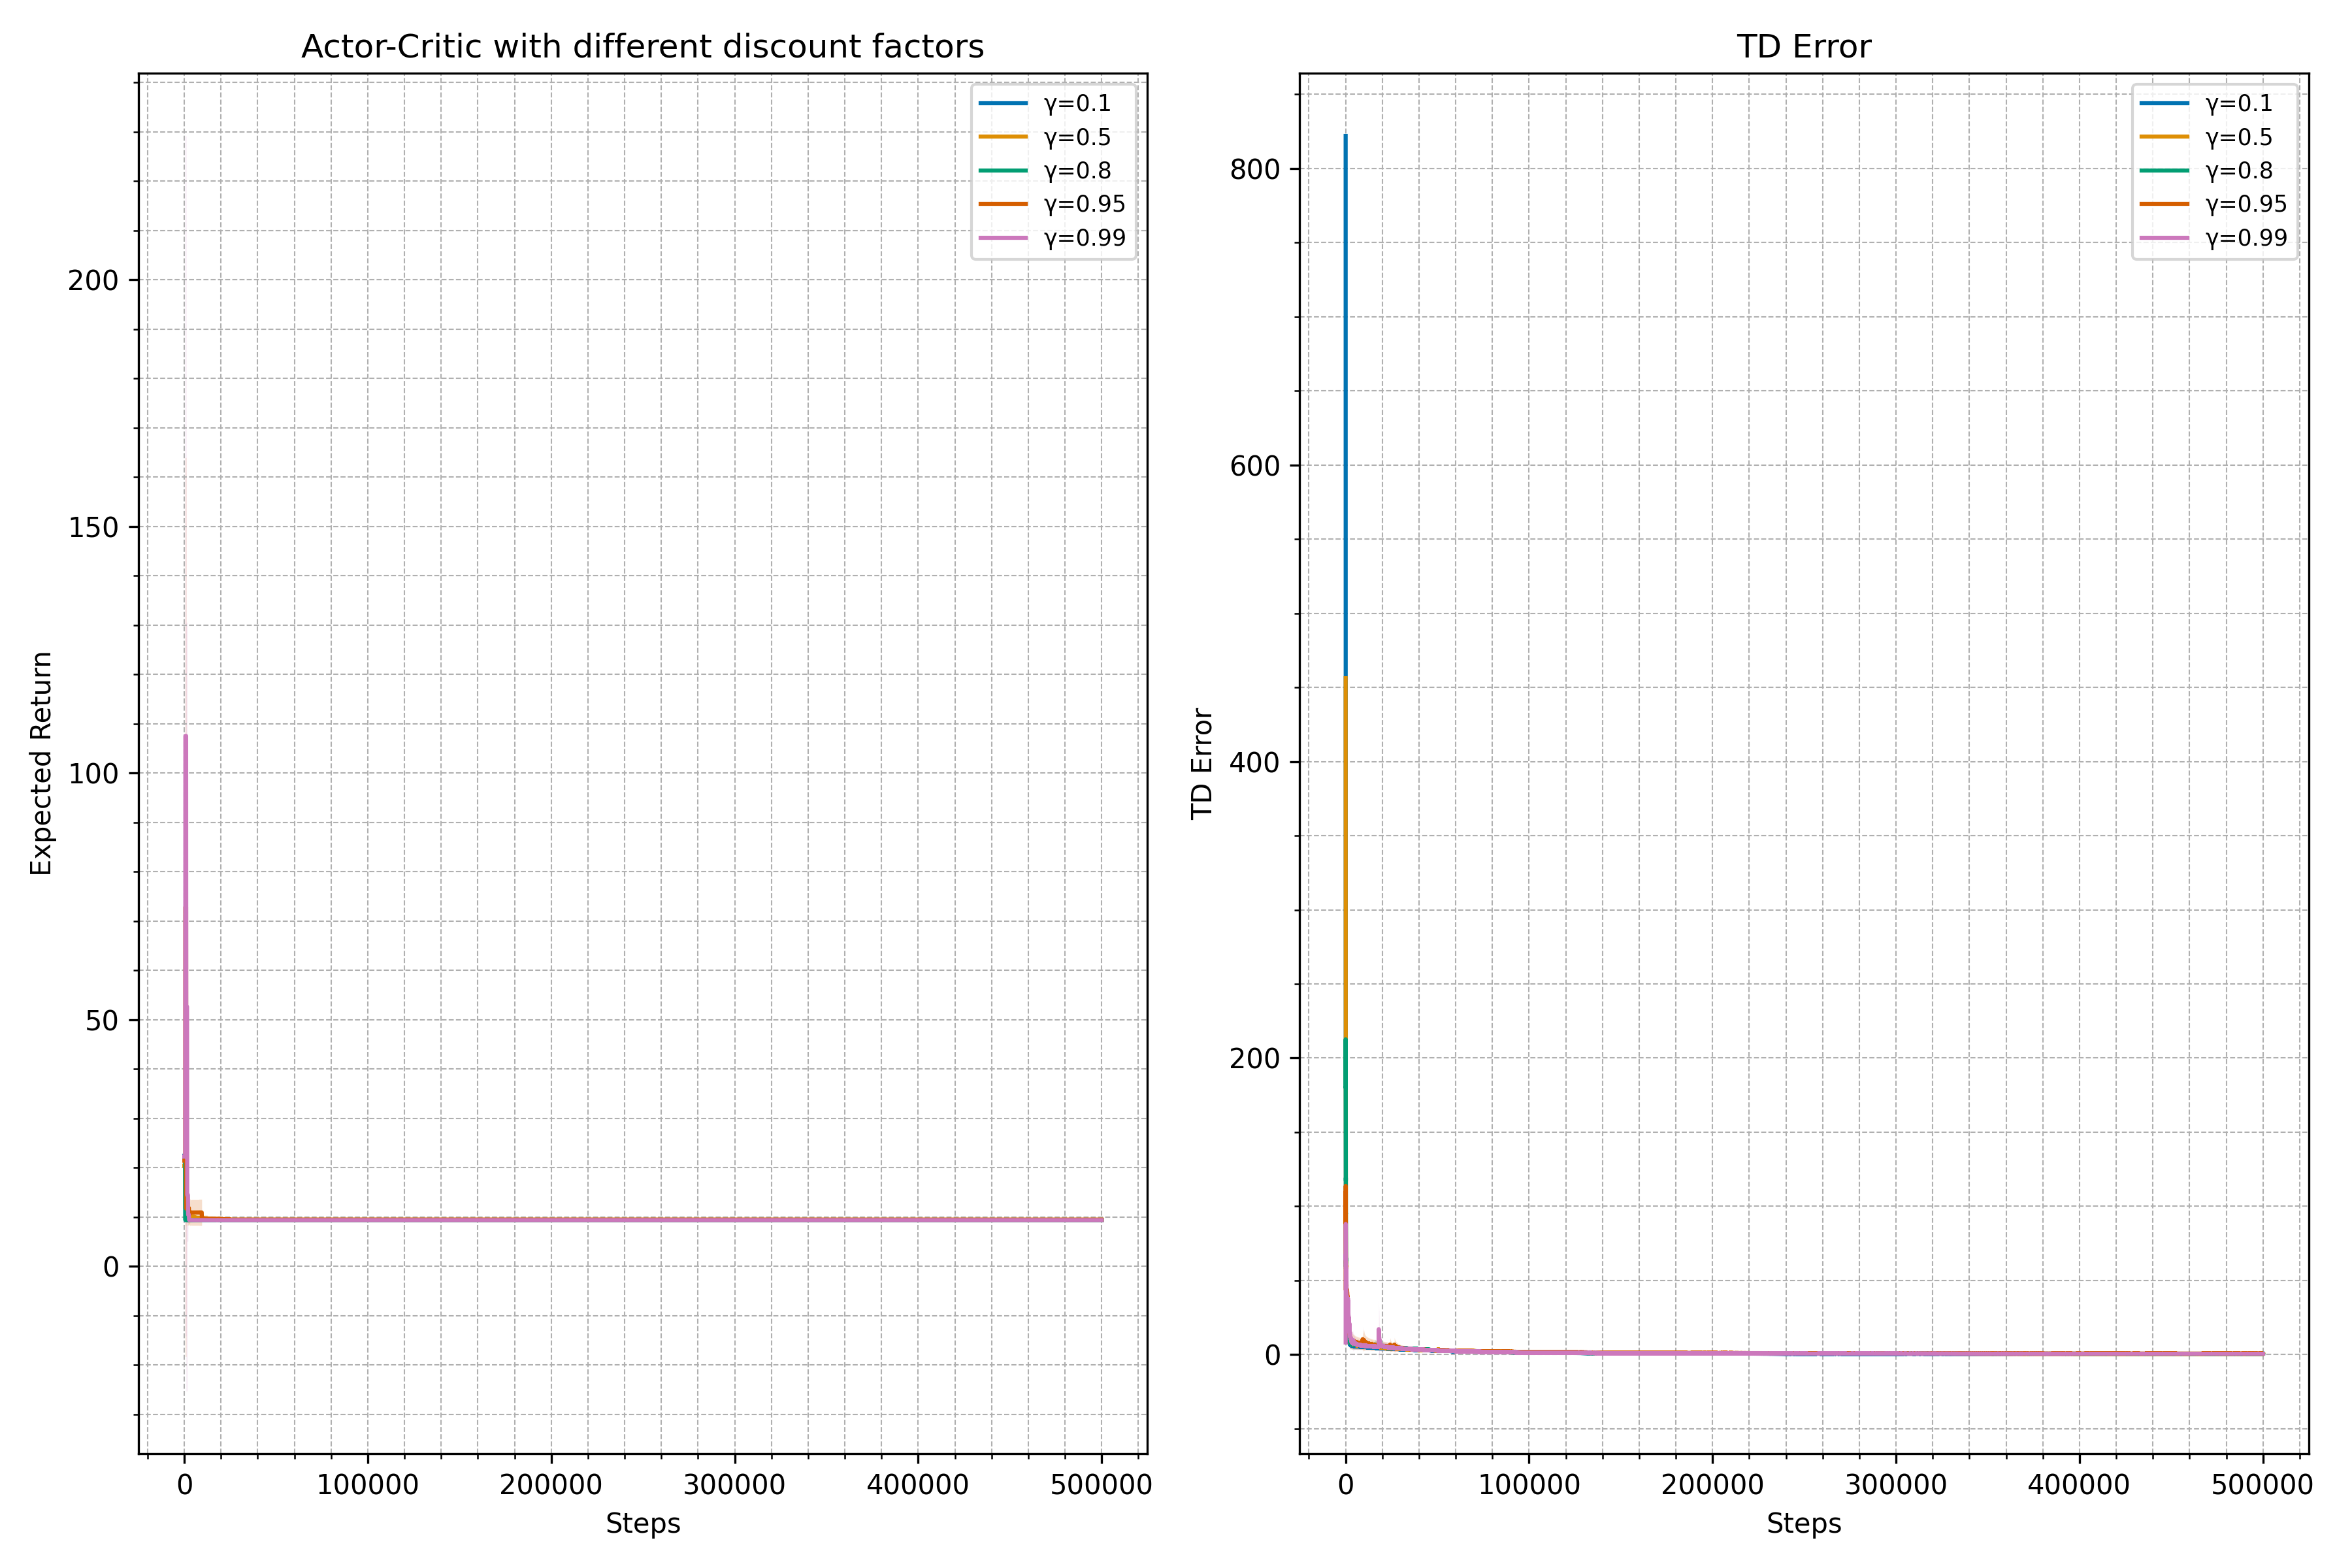 Actor-Critic with different discount factors
Expected Return
200
150
100
50
0
γ=0.1
γ=0.5
γ=0.8
γ=0.95
γ=0.99
0 100000 200000 300000 400000 500000
Steps
TD Error
TD Error
800
600
400
200
0
γ=0.1
γ=0.5
γ=0.8
γ=0.95
γ=0.99
0 100000 200000 300000 400000 500000
Steps